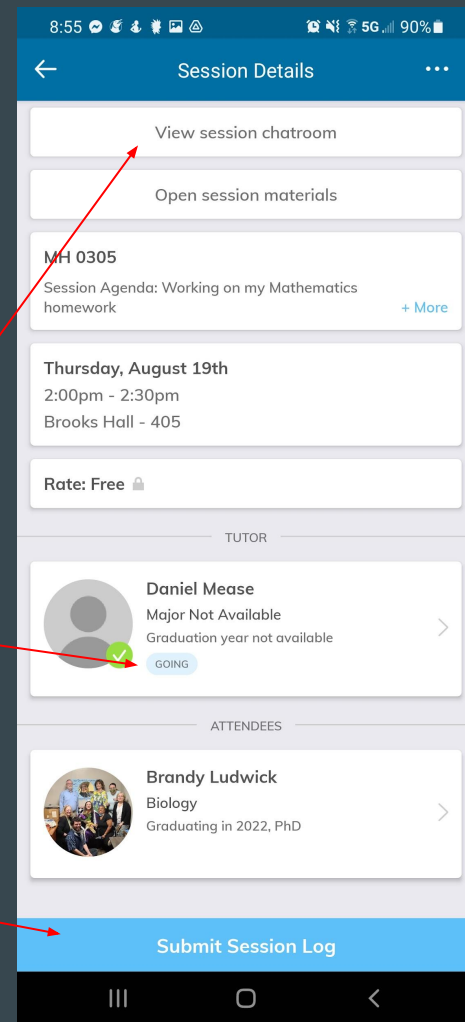 8:55 5G 90%
Session Details
View session chatroom
Open session materials
MH 0305
Session Agenda: Working on my Mathematics
homework + More
Thursday, August 19th
2:00pm - 2:30pm
Brooks Hall - 405
Rate: Free
TUTOR
Daniel Mease
Major Not Available
Graduation year not available
GOING
ATTENDEES
Brandy Ludwick
Biology
Graduating in 2022, PhD
Submit Session Log